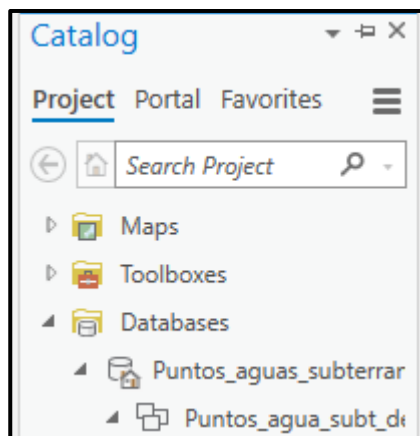 Catalog
Project Portal Favorites
Search Project
Maps
Toolboxes
Databases
Puntos_aguas_subterrar
Puntos_agua_subt_de